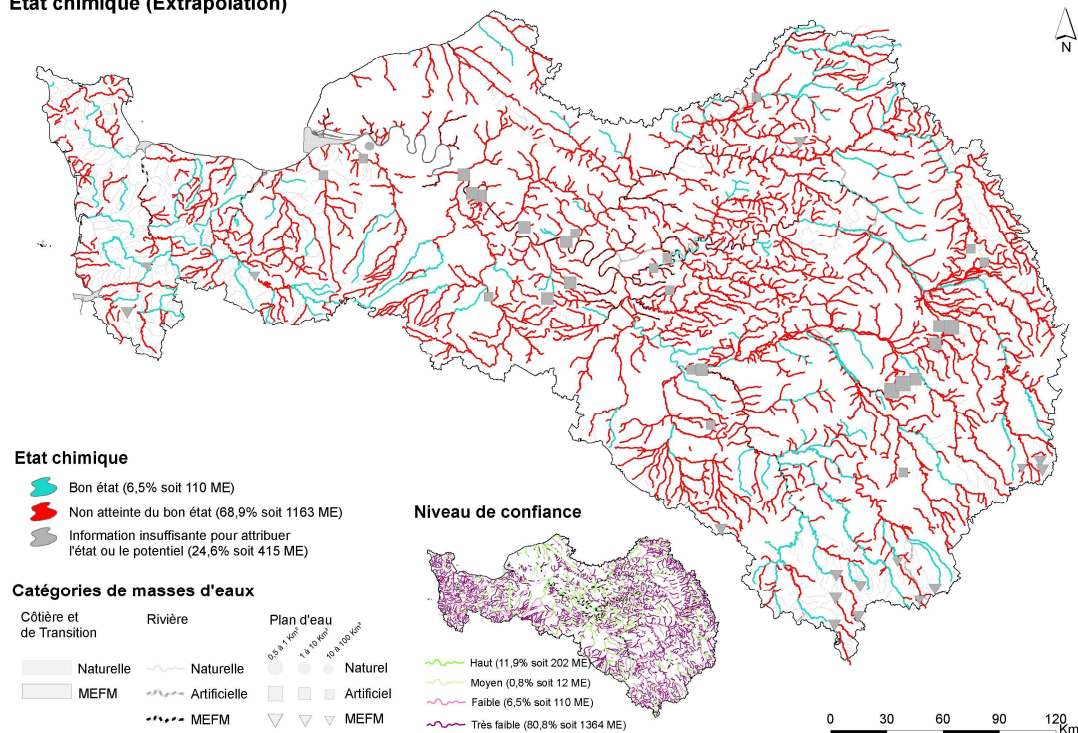 Etat chimique (Extrapolation)
N
Etat chimique
Bon état (6,5% soit 110 ME)
Non atteinte du bon état (68,9% soit 1163 ME)
Information insuffisante pour attribuer
l'état ou le potentiel (24,6% soit 415 ME)
Catégories de masses d'eaux
Côtière et
de Transition
Rivière
Plan d'eau
0,5 à 1 Km²
1 à 10 Km²
10 à 100 Km²
Naturelle
Naturelle
Naturel
MEFM
Artificielle
Artificiel
MEFM
MEFM
Niveau de confiance
Haut (11,9% soit 202 ME)
Moyen (0,8% soit 12 ME)
Faible (6,5% soit 110 ME)
Très faible (80,8% soit 1364 ME)
0 30 60 90 120
Km